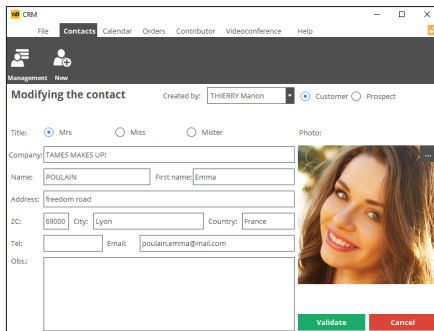 CRM
File Contacts Calendar Orders Contributor Videoconference Help
Management New
Modifying the contact Created by: THIERRY Manon Customer Prospect
Title: Mrs Miss Mister Photo:
Company: TAMES MAKES UP!
Name: POULAIN First name: Emma
Address: freedom road
ZC: 69000 City: Lyon Country: France
Tel: Email: poulain.emma@mail.com
Obs.:
Validate Cancel